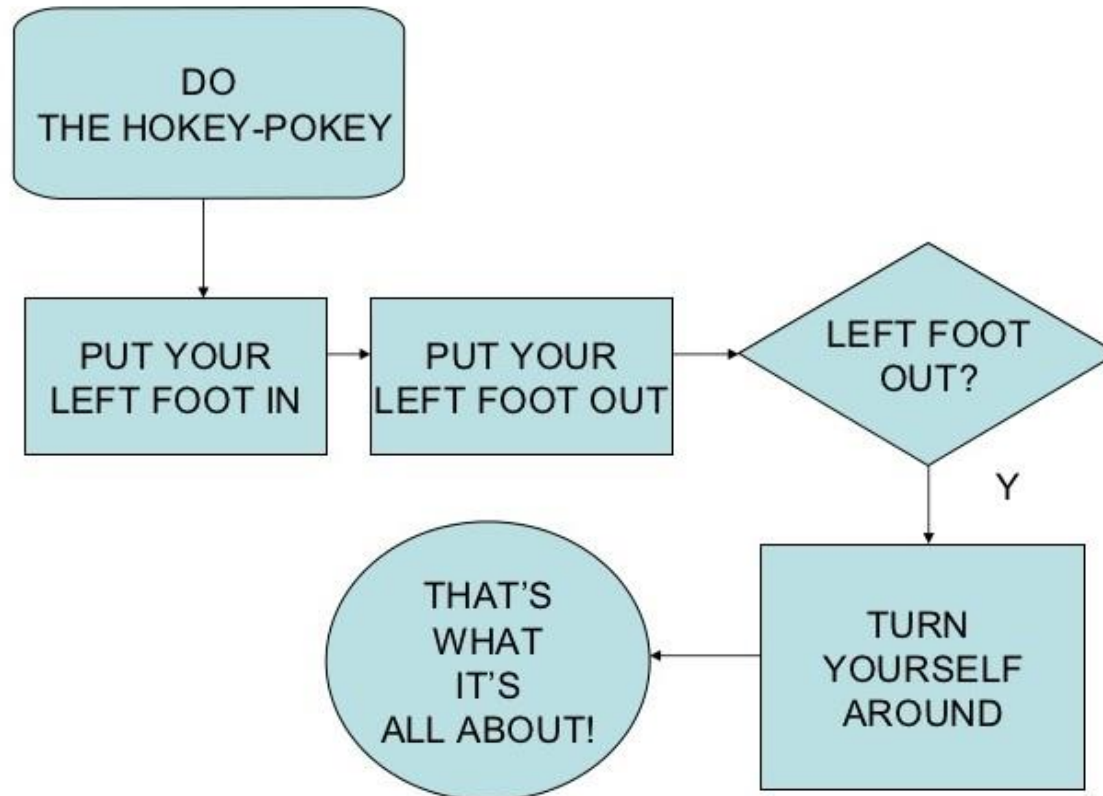 DO
THE HOKEY-POKEY
PUT YOUR
LEFT FOOT IN
PUT YOUR
LEFT FOOT OUT
LEFT FOOT
OUT?
Y
TURN
YOURSELF
AROUND
THAT’S
WHAT
IT’S
ALL ABOUT!